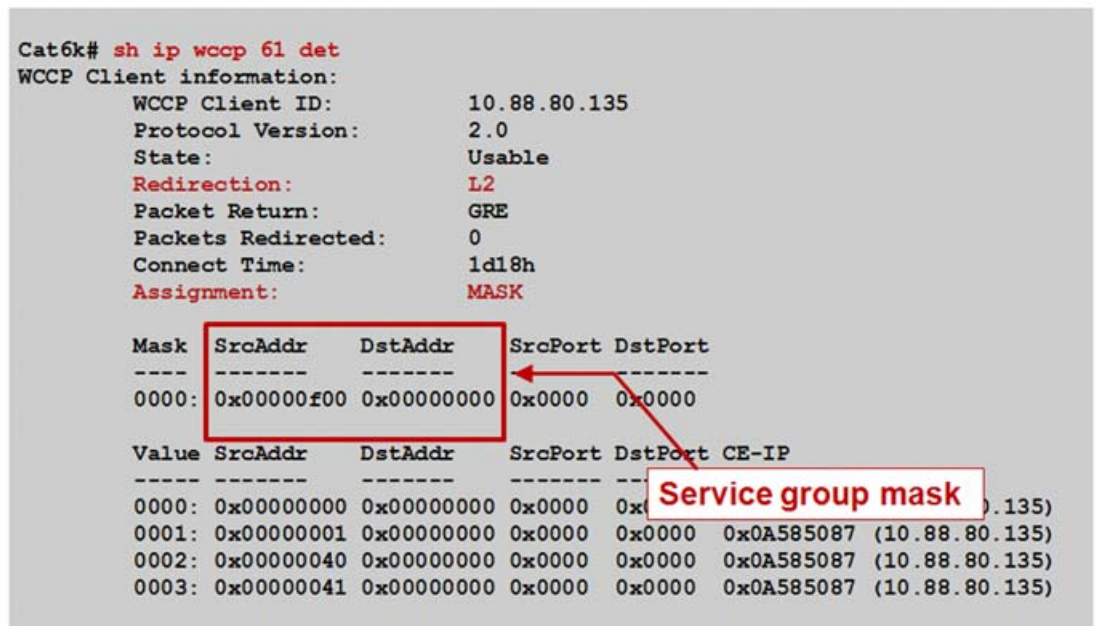 Cat6k# sh ip wccp 61 det
WCCP Client information:
WCCP Client ID: 10.88.80.135
Protocol Version: 2.0
State: Usable
Redirection: L2
Packet Return: GRE
Packets Redirected: 0
Connect Time: 1d18h
Assignment: MASK
Mask SrcAddr DstAddr SrcPort DstPort
---- ------- ------- -------
0000: 0x00000f00 0x00000000 0x0000 0x0000
Value SrcAddr DstAddr SrcPort DstPort CE-IP
----- ------- ------- -------
Service group mask
0000: 0x00000000 0x00000000 0x0000 .135)
0001: 0x00000001 0x00000000 0x0000 0x0000 0x0A585087 (10.88.80.135)
0002: 0x00000040 0x00000000 0x0000 0x0000 0x0A585087 (10.88.80.135)
0003: 0x00000041 0x00000000 0x0000 0x0000 0x0A585087 (10.88.80.135)